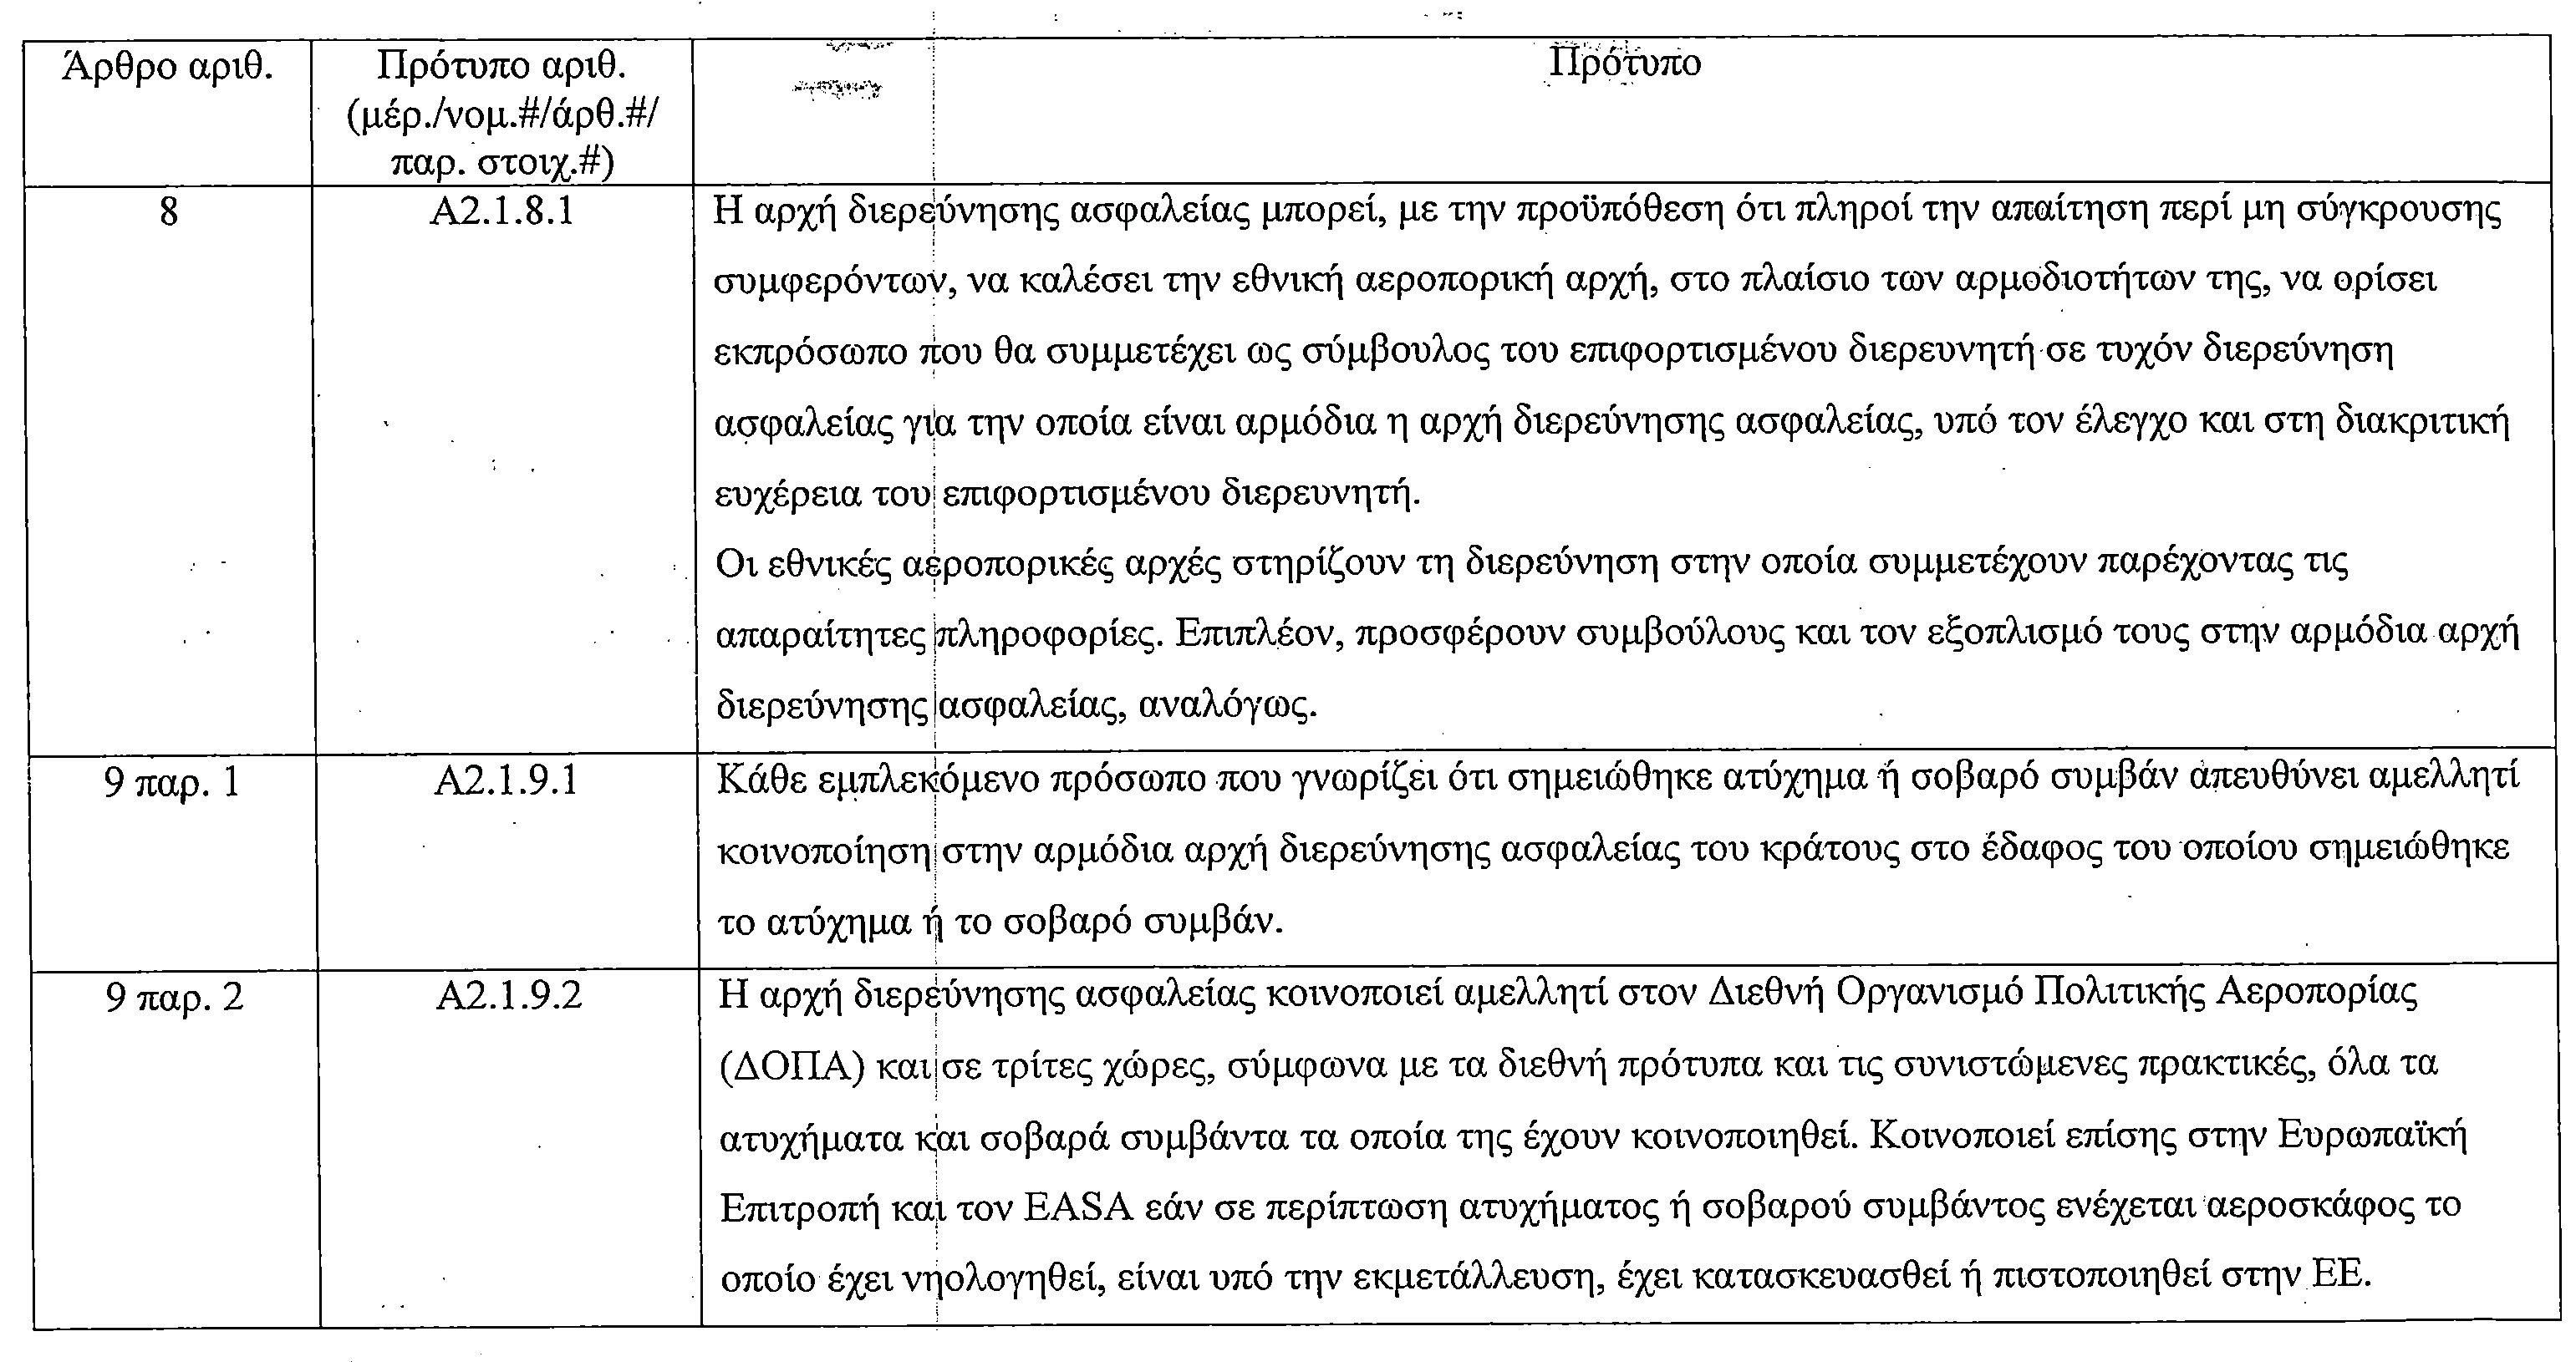 Άρθρο αριθ.
Πρότυπο αριθ.
(μέρ./νομ.#/άρθ.#/
παρ. στοιχ.#)
Πρότυπο
8
Α2.1.8.1
Η αρχή διερεύνησης ασφαλείας μπορεί, με την προϋπόθεση ότι πληροί την απαίτηση περί μη σύγκρουσης
συμφερόντων, να καλέσει την εθνική αεροπορική αρχή, στο πλαίσιο των αρμοδιοτήτων της, να ορίσει
εκπρόσωπο που θα συμμετέχει ως σύμβουλος του επιφορτισμένου διερευνητή σε τυχόν διερεύνηση
ασφαλείας για την οποία είναι αρμόδια η αρχή διερεύνησης ασφαλείας, υπό τον έλεγχο και στη διακριτική
ευχέρεια του επιφορτισμένου διερευνητή.
Οι εθνικές αεροπορικές αρχές στηρίζουν τη διερεύνηση στην οποία συμμετέχουν παρέχοντας τις
απαραίτητες πληροφορίες. Επιπλέον, προσφέρουν συμβούλους και τον εξοπλισμό τους στην αρμόδια αρχή
διερεύνησης ασφαλείας, αναλόγως.
9 παρ. 1
Α2.1.9.1
Κάθε εμπλεκόμενο πρόσωπο που γνωρίζει ότι σημειώθηκε ατύχημα ή σοβαρό συμβάν απευθύνει αμελλητί
κοινοποίηση στην αρμόδια αρχή διερεύνησης ασφαλείας του κράτους στο έδαφος του οποίου σημειώθηκε
το ατύχημα ή το σοβαρό συμβάν.
9 παρ. 2
Α2.1.9.2
Η αρχή διερεύνησης ασφαλείας κοινοποιεί αμελλητί στον Διεθνή Οργανισμό Πολιτικής Αεροπορίας
(ΔΟΠΑ) και σε τρίτες χώρες, σύμφωνα με τα διεθνή πρότυπα και τις συνιστώμενες πρακτικές, όλα τα
ατυχήματα και σοβαρά συμβάντα τα οποία της έχουν κοινοποιηθεί. Κοινοποιεί επίσης στην Ευρωπαϊκή
Επιτροπή και τον EASA εάν σε περίπτωση ατυχήματος ή σοβαρού συμβάντος ενέχεται αεροσκάφος το
οποίο έχει νηολογηθεί, είναι υπό την εκμετάλλευση, έχει κατασκευασθεί ή πιστοποιηθεί στην ΕΕ.